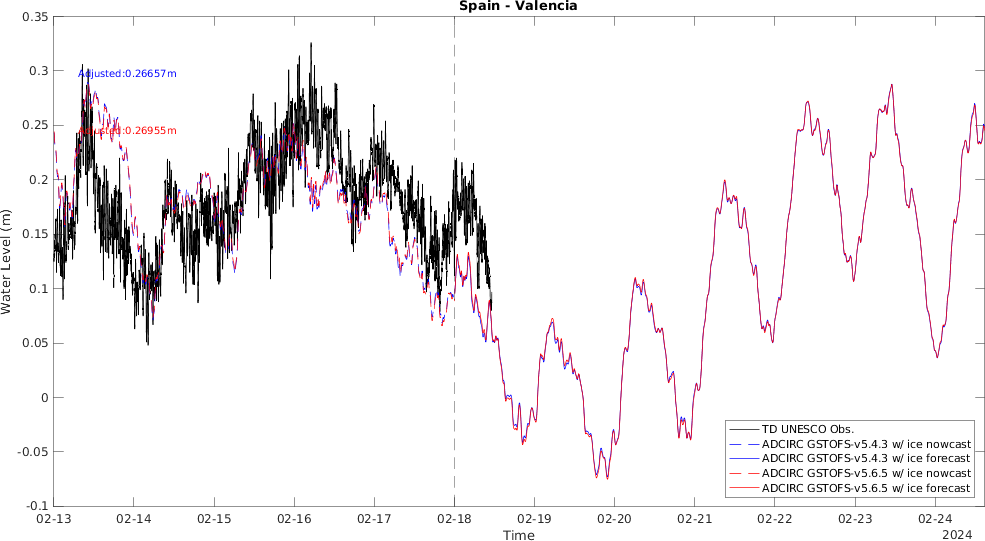 Spain - Valencia
0.35
0.3
0.25
0.2
0.15
0.1
0.05
0
-0.05
-0.1
Water Level (m)
Adjusted:0.26657m
Adjusted:0.26955m
TD UNESCO Obs.
ADCIRC GSTOFS-v5.4.3 w/ ice nowcast
ADCIRC GSTOFS-v5.4.3 w/ ice forecast
ADCIRC GSTOFS-v5.6.5 w/ ice nowcast
ADCIRC GSTOFS-v5.6.5 w/ ice forecast
02-13 02-14 02-15 02-16 02-17 02-18 02-19 02-20 02-21 02-22 02-23 02-24
Time
2024